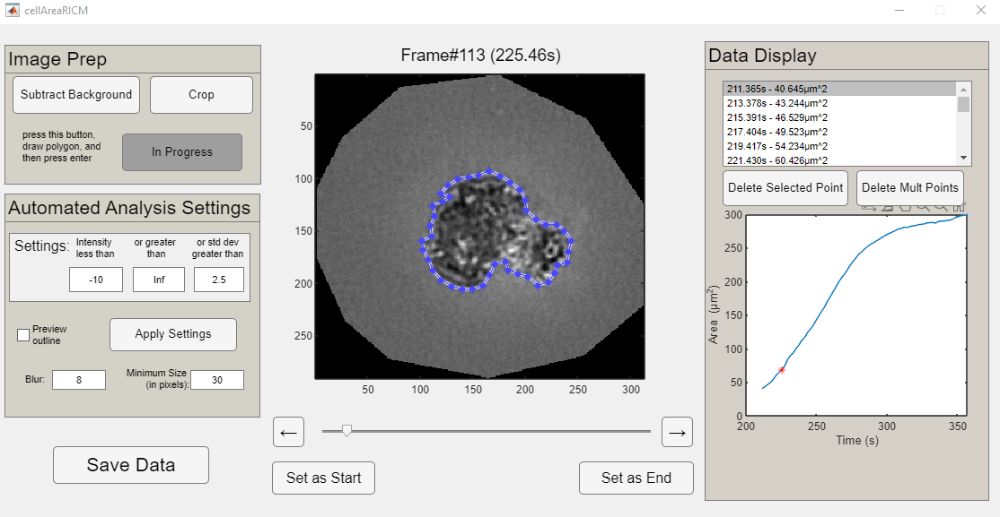 cellAreaRICM
Image Prep
Subtract Background
Crop
press this button,
draw polygon, and
then press enter
In Progress
Automated Analysis Settings
Settings:
Intensity
less than
or greater
than
or std dev
greater than
-10
Inf
2.5
Preview
outline
Apply Settings
Blur:
8
Minimum Size
(in pixels):
30
Save Data
Frame#113 (225.46s)
50
100
150
200
250
50
100
150
200
250
300
←
→
Set as Start
Set as End
Data Display
211.365s - 40.645µm^2
213.378s - 43.244µm^2
215.391s - 46.529µm^2
217.404s - 49.523µm^2
219.417s - 54.234µm^2
221.430s - 60.426µm^2
Delete Selected Point
Delete Mult Points
300
250
200
150
100
50
0
Area (µm²)
200
250
300
350
Time (s)